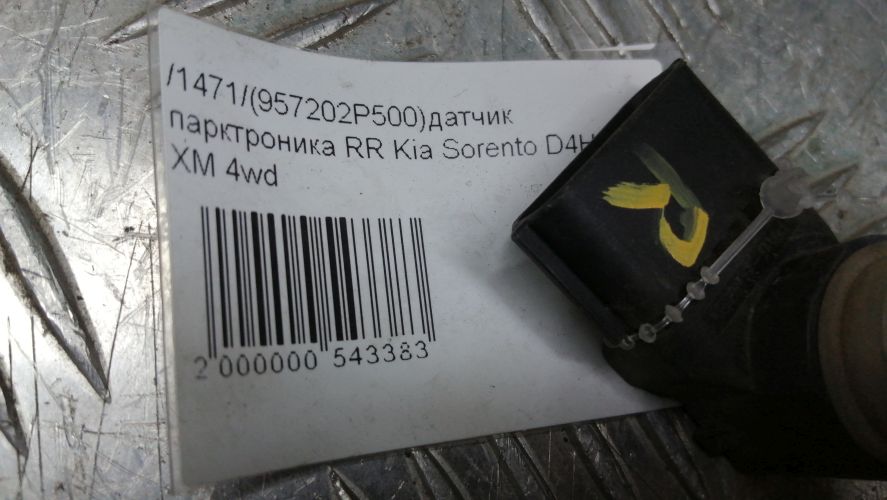 /1471/(957202P500)датчик
парктроника RR Kia Sorento D4H
XM 4wd
2 000000 543383